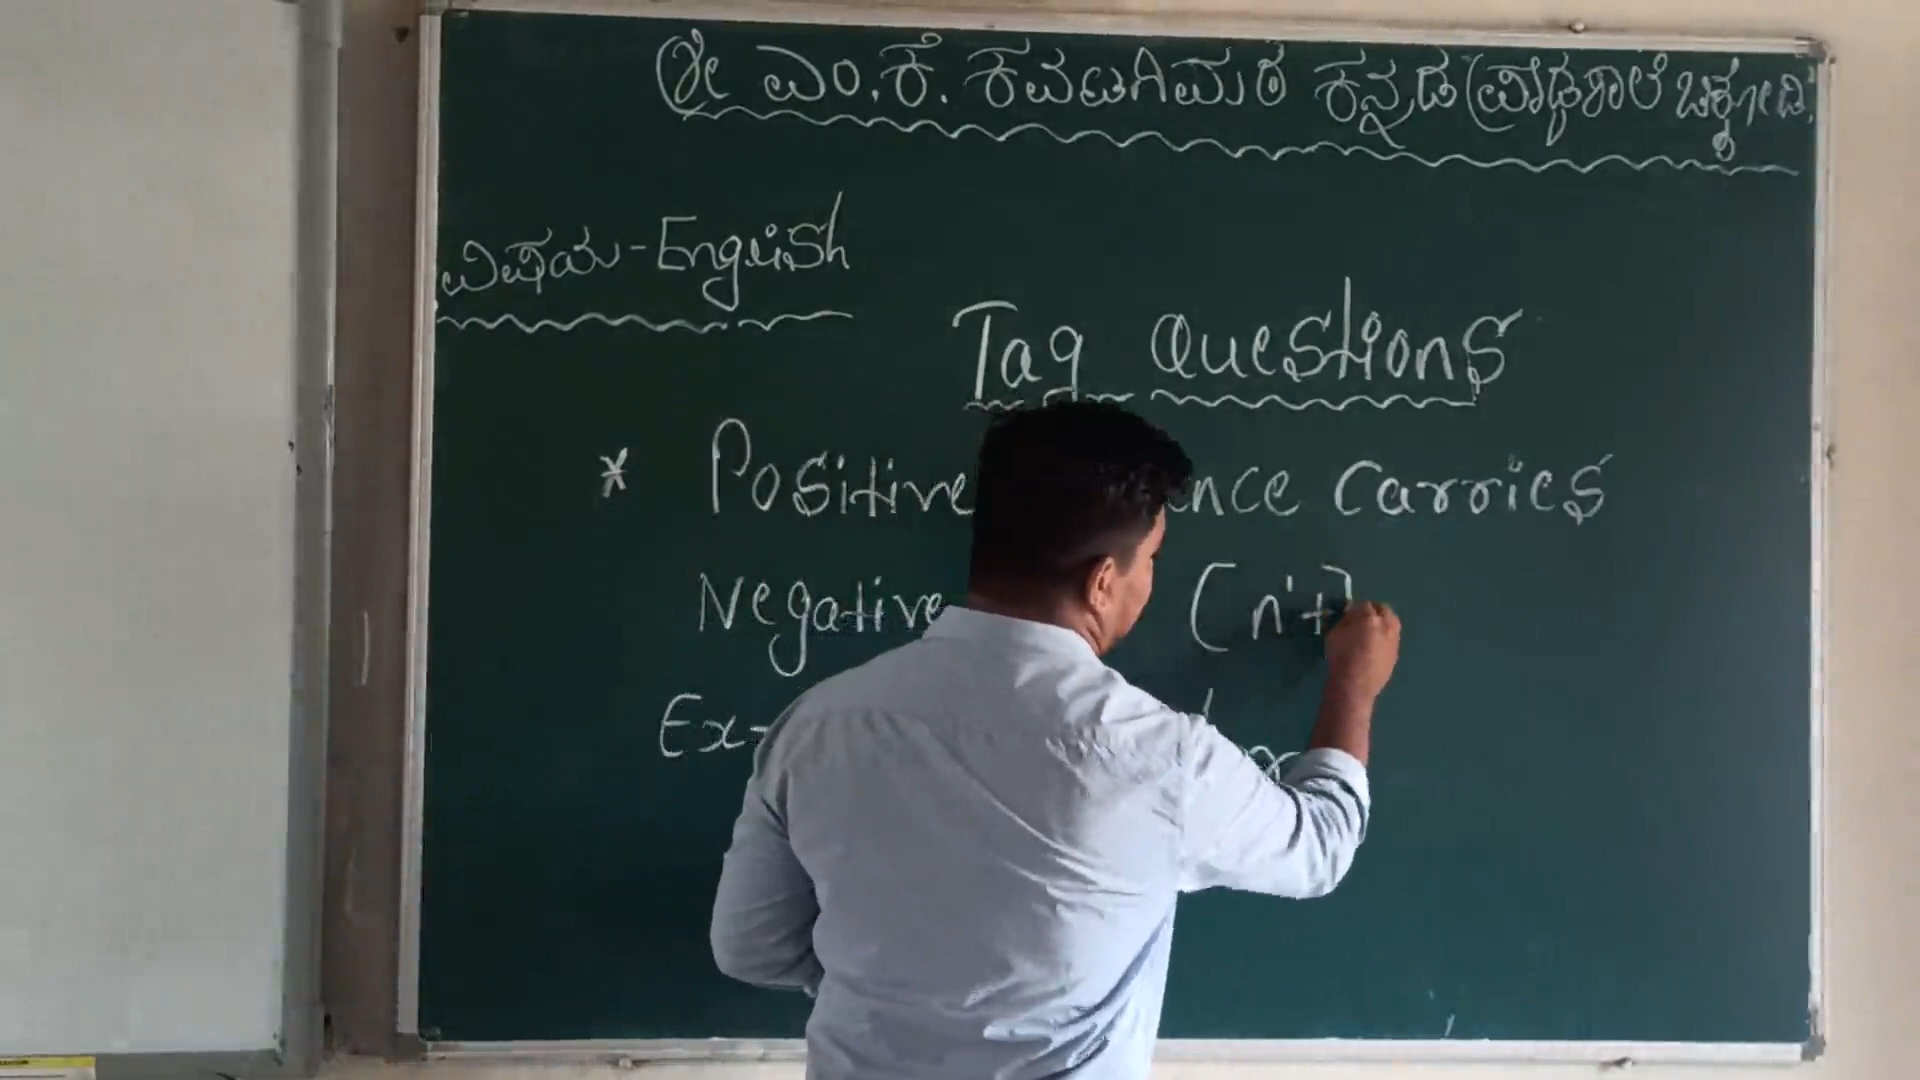 ಶ್ರೀ ಎಂ.ಕೆ. ಕವಟಗಿಮಠ ಕನ್ನಡ ಪ್ರೌಢಶಾಲೆ ಚಿಕ್ಕೋಡಿ.
ವಿಷಯ-English
Tag Questions
* Positive carries
Negative [n't]
Ex-